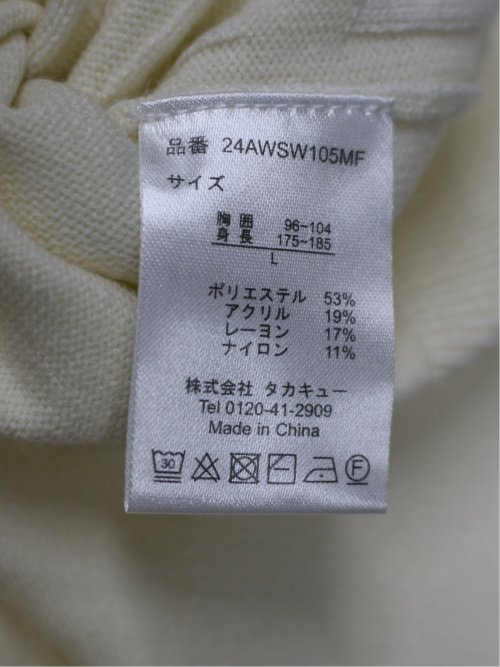 品番 24AWSW105MF
サイズ
胸囲 96~104
身長 175~185
L
ポリエステル 53%
アクリル 19%
レーヨン 17%
ナイロン 11%
株式会社 タカキュー
Tel 0120-41-2909
Made in China
30 P